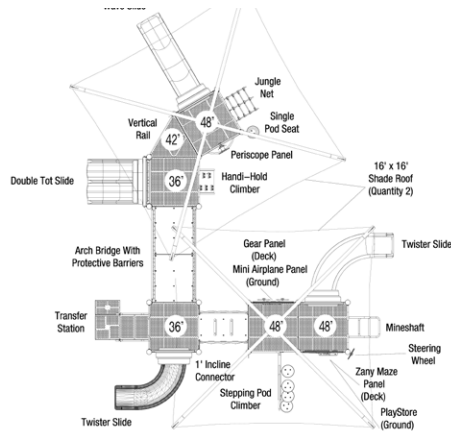 Wave Slide
Jungle
Net
Single
Pod Seat
Vertical
Rail
48"
42"
Periscope Panel
Double Tot Slide
36"
Handi-Hold
Climber
16' x 16'
Shade Roof
(Quantity 2)
Arch Bridge With
Protective Barriers
Gear Panel
(Deck)
Mini Airplane Panel
(Ground)
Twister Slide
Transfer
Station
36"
48"
48"
Mineshaft
1' Incline
Connector
Stepping Pod
Climber
Steering
Wheel
Zany Maze
Panel
(Deck)
PlayStore
(Ground)
Twister Slide